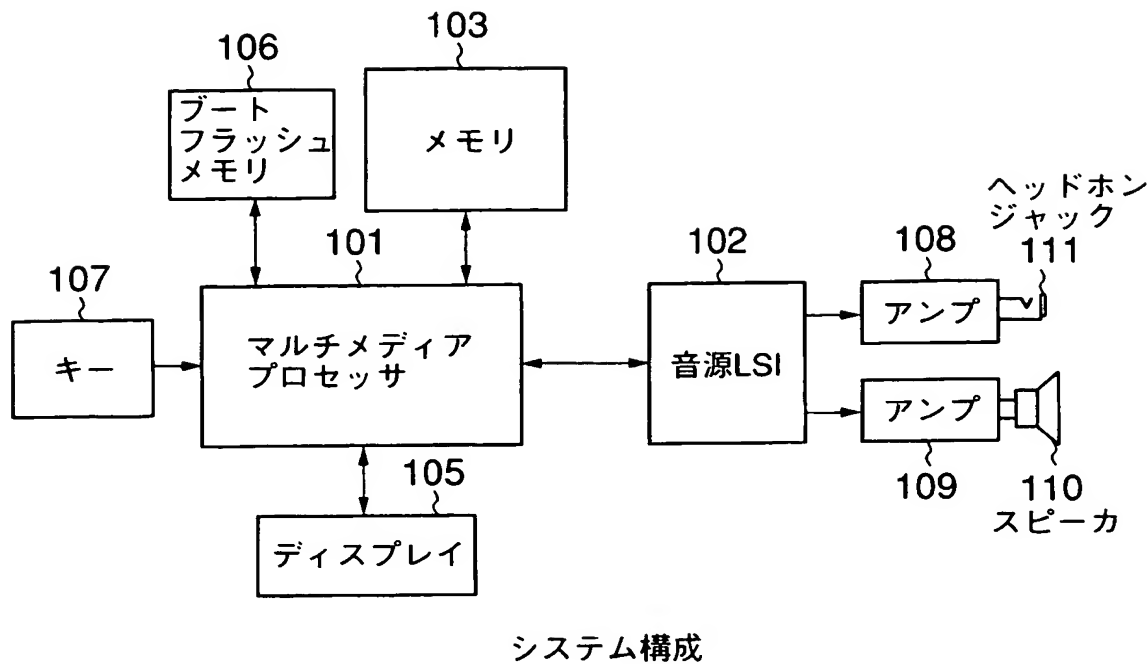 106
ブート
フラッシュ
メモリ
103
メモリ
ヘッドホン
ジャック
111
107
キー
101
マルチメディア
プロセッサ
102
音源LSI
108
アンプ
アンプ
109
110
スピーカ
105
ディスプレイ
システム構成